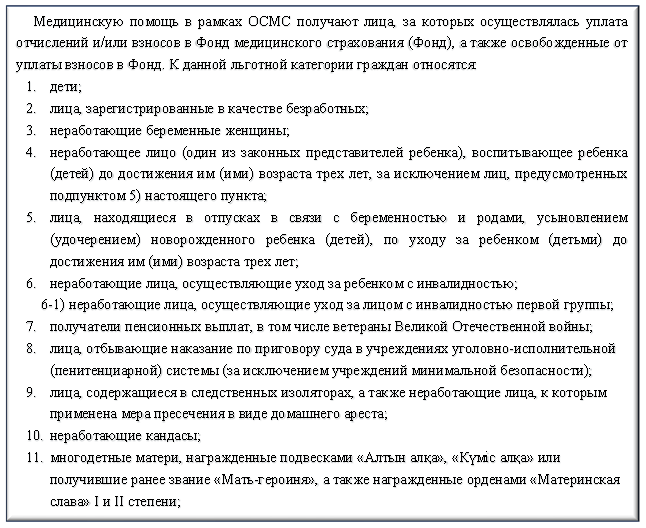 Медицинскую помощь в рамках ОСМС получают лица, за которых осуществлялась уплата
отчислений и/или взносов в Фонд медицинского страхования (Фонд), а также освобожденные от
уплаты взносов в Фонд. К данной льготной категории граждан относятся:
1. дети;
2. лица, зарегистрированные в качестве безработных;
3. неработающие беременные женщины;
4. неработающее лицо (один из законных представителей ребенка), воспитывающее ребенка
(детей) до достижения им (ими) возраста трех лет, за исключением лиц, предусмотренных
подпунктом 5) настоящего пункта;
5. лица, находящиеся в отпусках в связи с беременностью и родами, усыновлением
(удочерением) новорожденного ребенка (детей), по уходу за ребенком (детьми) до
достижения им (ими) возраста трех лет;
6. неработающие лица, осуществляющие уход за ребенком с инвалидностью;
6-1) неработающие лица, осуществляющие уход за лицом с инвалидностью первой группы;
7. получатели пенсионных выплат, в том числе ветераны Великой Отечественной войны;
8. лица, отбывающие наказание по приговору суда в учреждениях уголовно-исполнительной
(пенитенциарной) системы (за исключением учреждений минимальной безопасности);
9. лица, содержащиеся в следственных изоляторах, а также неработающие лица, к которым
применена мера пресечения в виде домашнего ареста;
10. неработающие кандасы;
11. многодетные матери, награжденные подвесками «Алтын алқа», «Күміс алқа» или
получившие ранее звание «Мать-героиня», а также награжденные орденами «Материнская
слава» I и II степени;